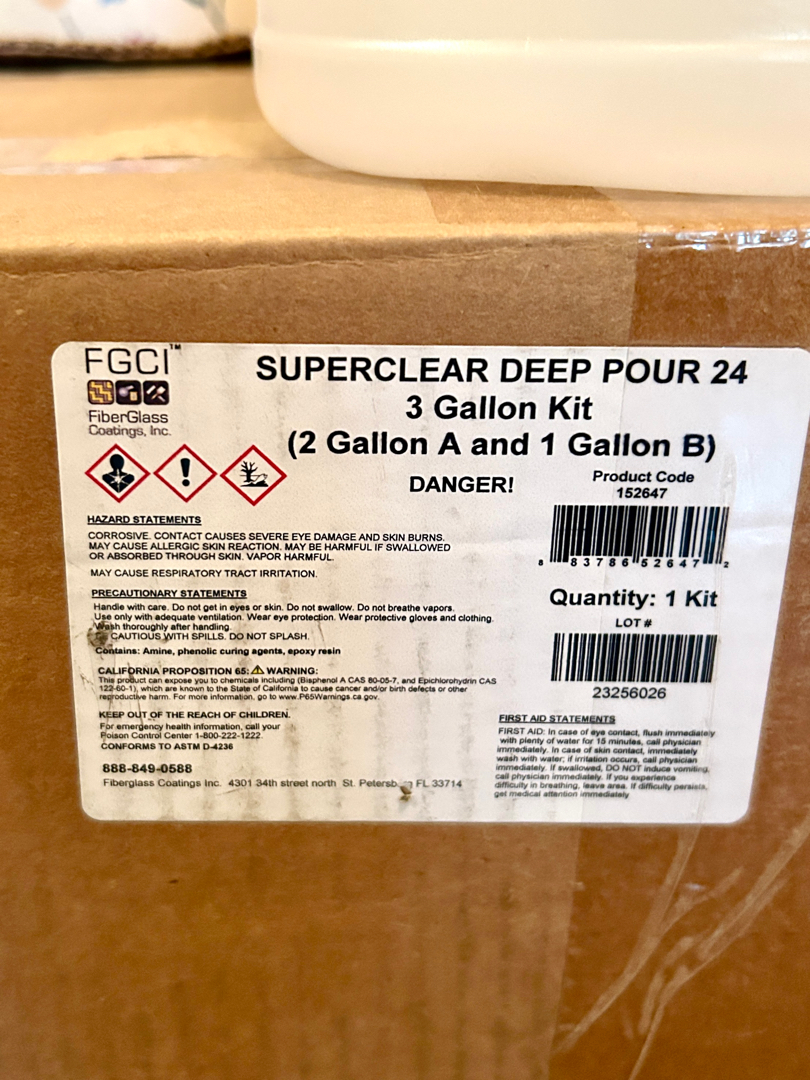 FGCI™
FiberGlass
Coatings, Inc.
SUPERCLEAR DEEP POUR 24
3 Gallon Kit
(2 Gallon A and 1 Gallon B)
DANGER!
Product Code
152647
8 83786 52647 2
HAZARD STATEMENTS
CORROSIVE. CONTACT CAUSES SEVERE EYE DAMAGE AND SKIN BURNS.
MAY CAUSE ALLERGIC SKIN REACTION. MAY BE HARMFUL IF SWALLOWED
OR ABSORBED THROUGH SKIN. VAPOR HARMFUL.
MAY CAUSE RESPIRATORY TRACT IRRITATION.
PRECAUTIONARY STATEMENTS
Handle with care. Do not get in eyes or skin. Do not swallow. Do not breathe vapors.
Use only with adequate ventilation. Wear eye protection. Wear protective gloves and clothing.
Wash thoroughly after handling.
CAUTIOUS WITH SPILLS. DO NOT SPLASH.
Contains: Amine, phenolic curing agents, epoxy resin
CALIFORNIA PROPOSITION 65: WARNING:
This product can expose you to chemicals including (Bisphenol A CAS 80-05-7, and Epichlorohydrin CAS
122-60-1), which are known to the State of California to cause cancer and/or birth defects or other
reproductive harm. For more information, go to www.P65Warnings.ca.gov.
KEEP OUT OF THE REACH OF CHILDREN.
For emergency health information, call your
Poison Control Center 1-800-222-1222.
CONFORMS TO ASTM D-4236
888-849-0588
Fiberglass Coatings Inc. 4301 34th street north St. Petersb FL 33714
Quantity: 1 Kit
LOT #
23256026
FIRST AID STATEMENTS
FIRST AID: In case of eye contact, flush immediately
with plenty of water for 15 minutes, call physician
immediately. In case of skin contact, immediately
wash with water; if irritation occurs, call physician
immediately. If swallowed, DO NOT induce vomiting,
call physician immediately. If you experience
difficulty in breathing, leave area. If difficulty persists,
get medical attention immediately